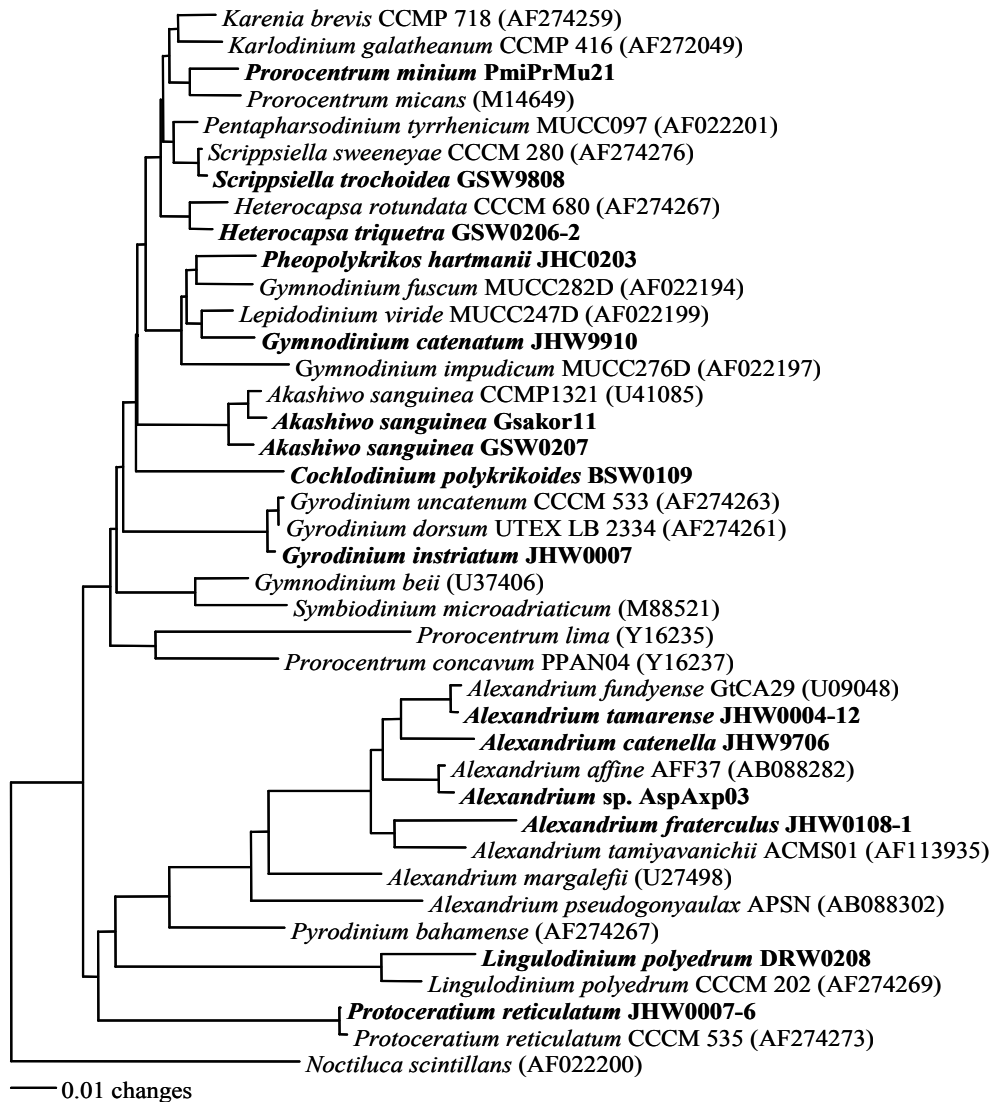 Karenia brevis CCMP 718 (AF274259)
Karlodinium galatheanum CCMP 416 (AF272049)
Prorocentrum minium PmiPrMu21
Prorocentrum micans (M14649)
Pentapharsodinium tyrrhenicum MUCC097 (AF022201)
Scrippsiella sweeneyae CCCM 280 (AF274276)
Scrippsiella trochoidea GSW9808
Heterocapsa rotundata CCCM 680 (AF274267)
Heterocapsa triquetra GSW0206-2
Pheopolykrikos hartmanii JHC0203
Gymnodinium fuscum MUCC282D (AF022194)
Lepidodinium viride MUCC247D (AF022199)
Gymnodinium catenatum JHW9910
Gymnodinium impudicum MUCC276D (AF022197)
Akashiwo sanguinea CCMP1321 (U41085)
Akashiwo sanguinea Gsakor11
Akashiwo sanguinea GSW0207
Cochlodinium polykrikoides BSW0109
Gyrodinium uncatenum CCCM 533 (AF274263)
Gyrodinium dorsum UTEX LB 2334 (AF274261)
Gyrodinium instriatum JHW0007
Gymnodinium beii (U37406)
Symbiodinium microadriaticum (M88521)
Prorocentrum lima (Y16235)
Prorocentrum concavum PPAN04 (Y16237)
Alexandrium fundyense GtCA29 (U09048)
Alexandrium tamarense JHW0004-12
Alexandrium catenella JHW9706
Alexandrium affine AFF37 (AB088282)
Alexandrium sp. AspAxp03
Alexandrium fraterculus JHW0108-1
Alexandrium tamiyavanichii ACMS01 (AF113935)
Alexandrium margalefii (U27498)
Alexandrium pseudogonyaulax APSN (AB088302)
Pyrodinium bahamense (AF274267)
Lingulodinium polyedrum DRW0208
Lingulodinium polyedrum CCCM 202 (AF274269)
Protoceratium reticulatum JHW0007-6
Protoceratium reticulatum CCCM 535 (AF274273)
Noctiluca scintillans (AF022200)
0.01 changes